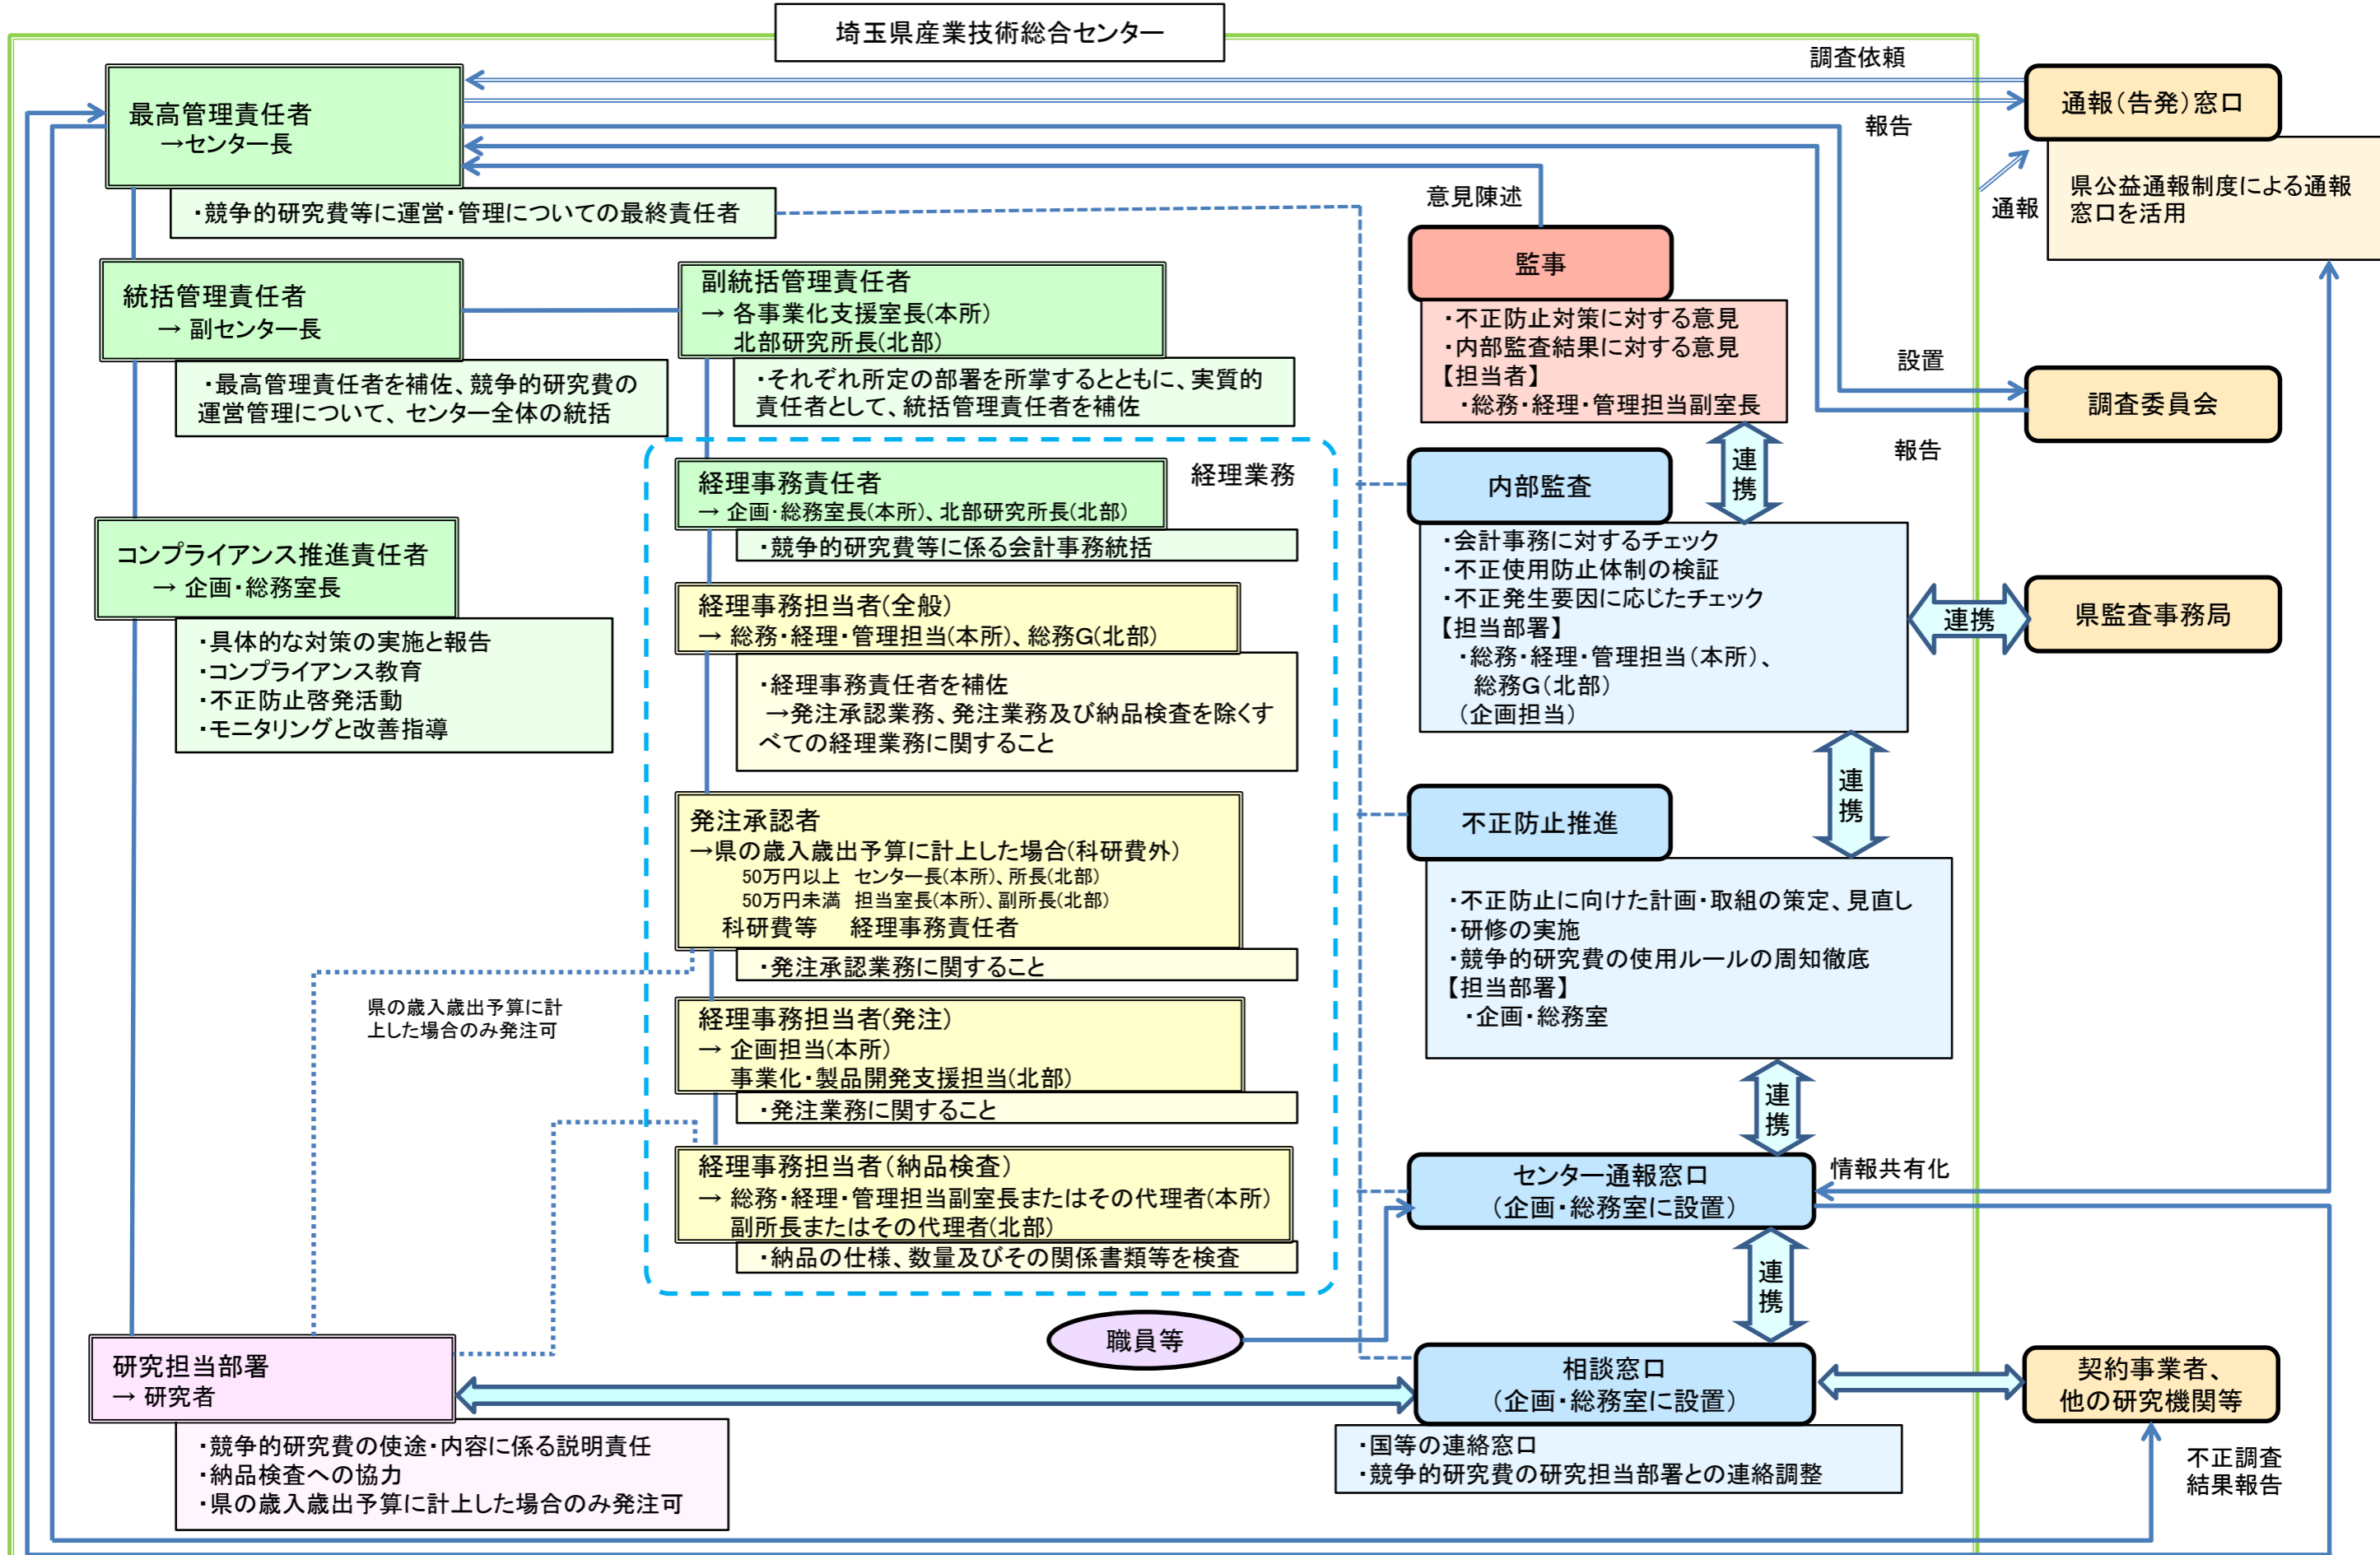 埼玉県産業技術総合センター
調査依頼
最高管理責任者
→センター長
通報(告発)窓口
報告
・競争的研究費等に運営・管理についての最終責任者
意見陳述
通報
県公益通報制度による通報
窓口を活用
統括管理責任者
→ 副センター長
副統括管理責任者
→ 各事業化支援室長(本所)
北部研究所長(北部)
監事
・不正防止対策に対する意見
・内部監査結果に対する意見
【担当者】
・総務・経理・管理担当副室長
・最高管理責任者を補佐、競争的研究費の
運営管理について、センター全体の統括
・それぞれ所定の部署を所掌するとともに、実質的
責任者として、統括管理責任者を補佐
設置
調査委員会
報告
経理業務
経理事務責任者
→ 企画・総務室長(本所)、北部研究所長(北部)
・競争的研究費等に係る会計事務統括
内部監査
連
携
コンプライアンス推進責任者
→ 企画・総務室長
・具体的な対策の実施と報告
・コンプライアンス教育
・不正防止啓発活動
・モニタリングと改善指導
経理事務担当者(全般)
→ 総務・経理・管理担当(本所)、総務G(北部)
・経理事務責任者を補佐
→発注承認業務、発注業務及び納品検査を除くす
べての経理業務に関すること
・会計事務に対するチェック
・不正使用防止体制の検証
・不正発生要因に応じたチェック
【担当部署】
・総務・経理・管理担当(本所)、
総務G(北部)
(企画担当)
連携
県監査事務局
連
携
発注承認者
→県の歳入歳出予算に計上した場合(科研費外)
50万円以上 センター長(本所)、所長(北部)
50万円未満 担当室長(本所)、副所長(北部)
科研費等 経理事務責任者
・発注承認業務に関すること
不正防止推進
・不正防止に向けた計画・取組の策定、見直し
・研修の実施
・競争的研究費の使用ルールの周知徹底
【担当部署】
・企画・総務室
県の歳入歳出予算に計
上した場合のみ発注可
経理事務担当者(発注)
→ 企画担当(本所)
事業化・製品開発支援担当(北部)
・発注業務に関すること
連
携
経理事務担当者(納品検査)
→ 総務・経理・管理担当副室長またはその代理者(本所)
副所長またはその代理者(北部)
・納品の仕様、数量及びその関係書類等を検査
センター通報窓口
(企画・総務室に設置)
情報共有化
連
携
職員等
研究担当部署
→ 研究者
・競争的研究費の使途・内容に係る説明責任
・納品検査への協力
・県の歳入歳出予算に計上した場合のみ発注可
相談窓口
(企画・総務室に設置)
・国等の連絡窓口
・競争的研究費の研究担当部署との連絡調整
契約事業者、
他の研究機関等
不正調査
結果報告